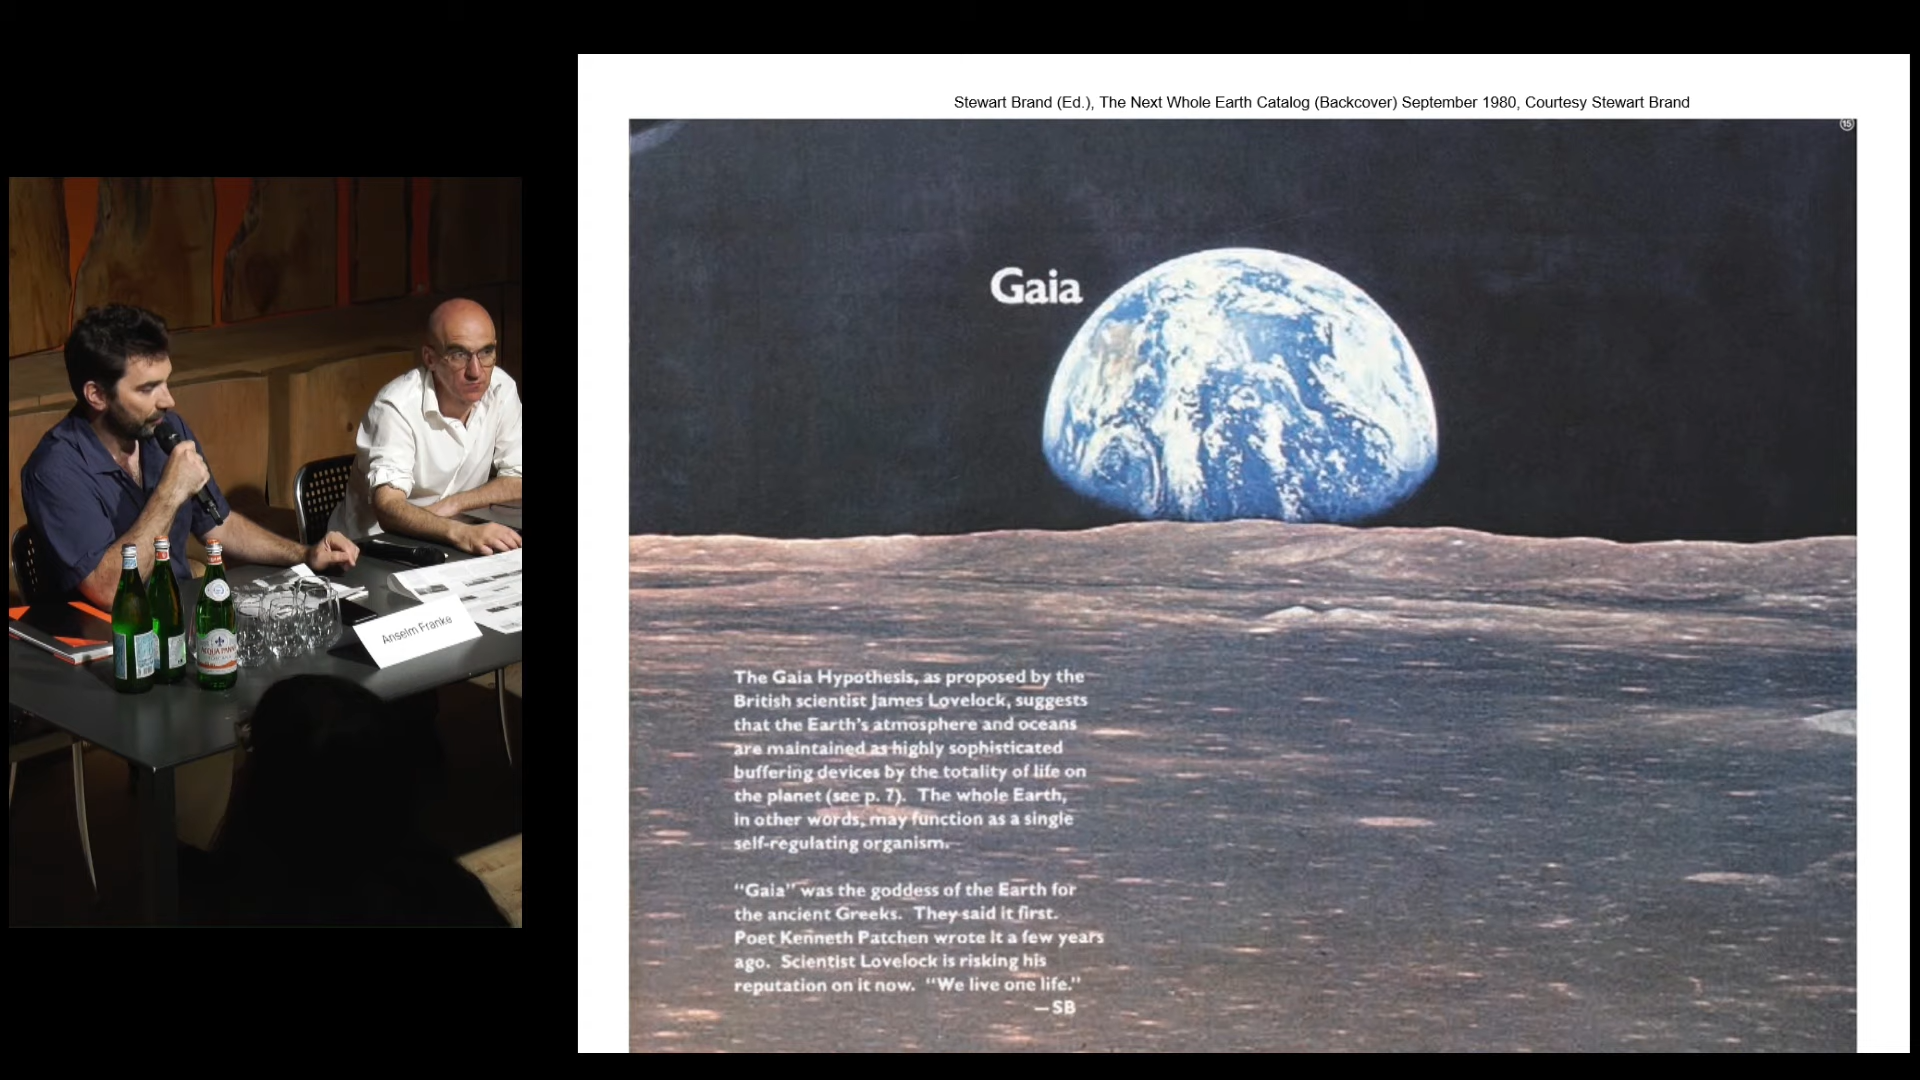 Stewart Brand (Ed.), The Next Whole Earth Catalog (Backcover) September 1980, Courtesy Stewart Brand
15
Gaia
The Gaia Hypothesis, as proposed by the
British scientist James Lovelock, suggests
that the Earth's atmosphere and oceans
are maintained as highly sophisticated
buffering devices by the totality of life on
the planet (see p. 7). The whole Earth,
in other words, may function as a single
self-regulating organism.
"Gaia" was the goddess of the Earth for
the ancient Greeks. They said it first.
Poet Kenneth Patchen wrote it a few years
ago. Scientist Lovelock is risking his
reputation on it now. "We live one life."
—SB
Anselm Franke
ACQUA PANNA